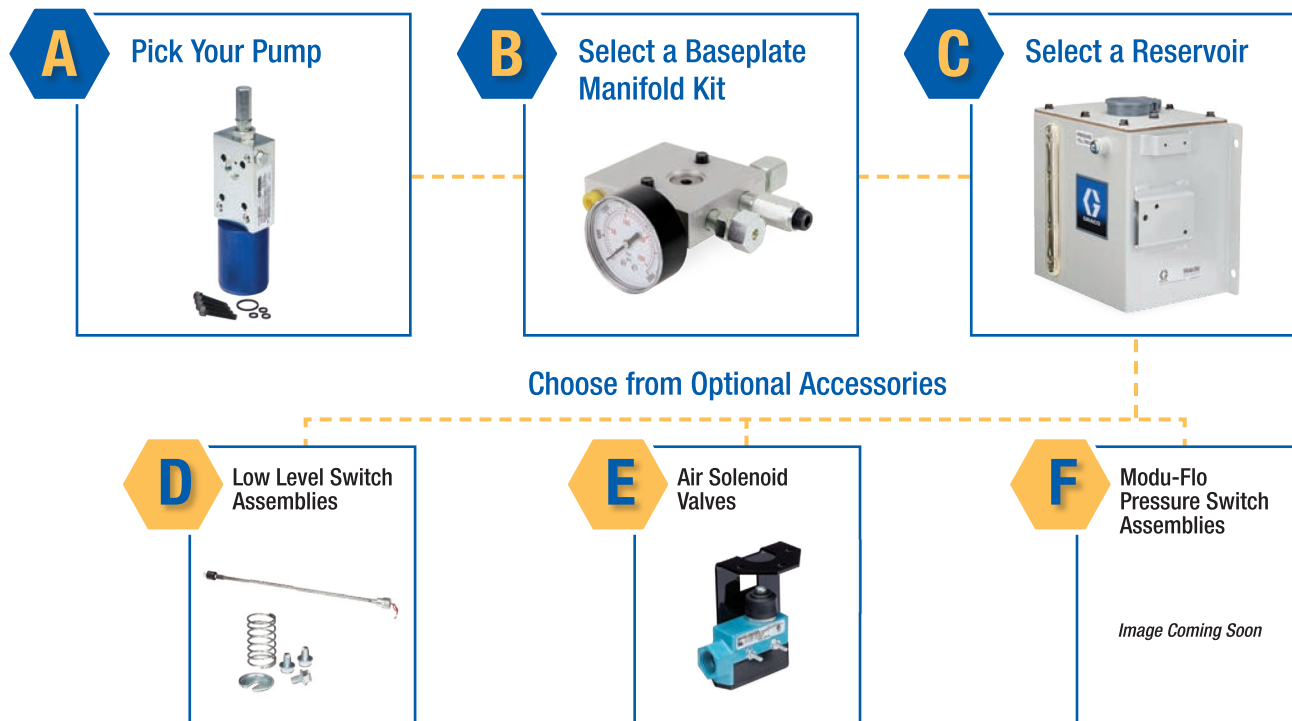 A
Pick Your Pump
B
Select a Baseplate
Manifold Kit
C
Select a Reservoir
GRACO
Choose from Optional Accessories
D
Low Level Switch
Assemblies
E
Air Solenoid
Valves
F
Modu-Flo
Pressure Switch
Assemblies
Image Coming Soon